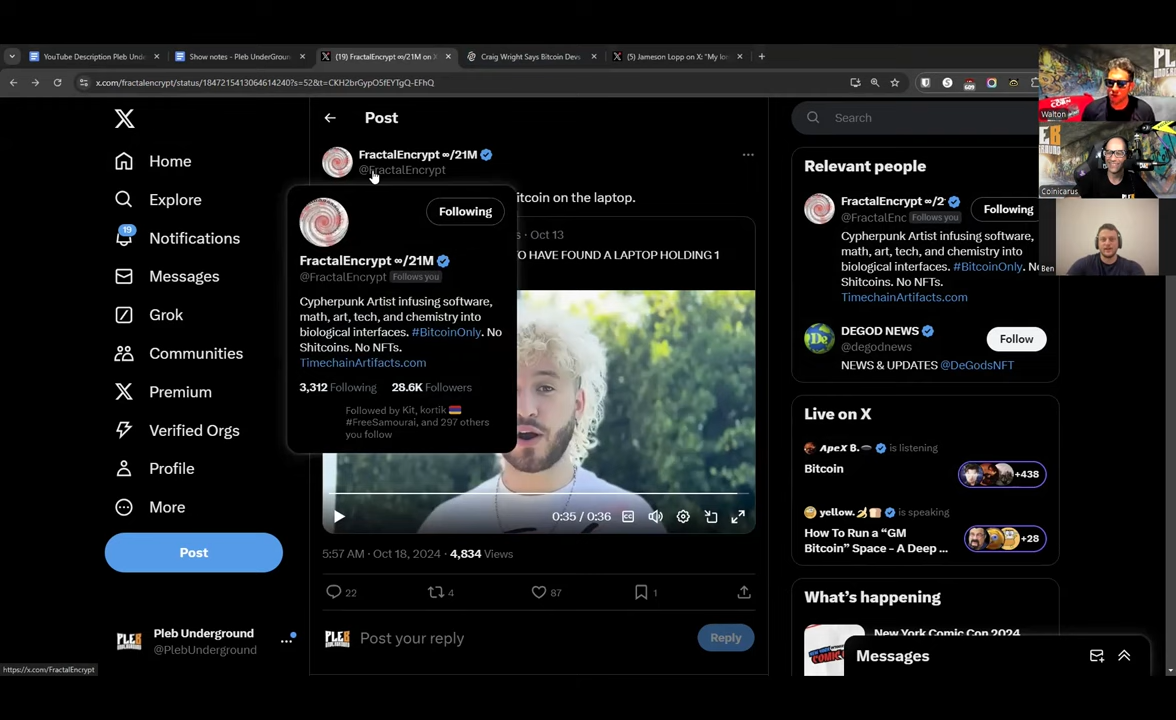 YouTube Description Pleb Und
Show notes - Pleb UnderGroun
(19) FractalEncrypt ∞/21M on X
Craig Wright Says Bitcoin Devs
(5) Jameson Lopp on X: "My lo
x.com/fractalencrypt/status/1847215413064614240?s=52&t=CKH2brGypO5fEYTgQ-EFhQ
609
Home
Explore
19
Notifications
Messages
Grok
Communities
Premium
Verified Orgs
Profile
More
Post
Pleb Underground
@PlebUnderground
https://x.com/FractalEncrypt
Post
FractalEncrypt ∞/21M
@FractalEncrypt
itcoin on the laptop.
s · Oct 13
O HAVE FOUND A LAPTOP HOLDING 1
Following
FractalEncrypt ∞/21M
@FractalEncrypt Follows you
Cypherpunk Artist infusing software,
math, art, tech, and chemistry into
biological interfaces. #BitcoinOnly. No
Shitcoins. No NFTs.
TimechainArtifacts.com
3,312 Following 28.6K Followers
Followed by Kit, kortik 🇦🇲
#FreeSamourai, and 297 others
you follow
0:35 / 0:36
5:57 AM · Oct 18, 2024 · 4,834 Views
22
4
87
1
PLEB
Post your reply
Reply
Search
Relevant people
FractalEncrypt ∞/2
@FractalEnc Follows you
Following
Cypherpunk Artist infusing software,
math, art, tech, and chemistry into
biological interfaces. #BitcoinOnly. No
Shitcoins. No NFTs.
TimechainArtifacts.com
DEGOD NEWS
@degodnews
Follow
NEWS & UPDATES @DeGodsNFT
Live on X
ApeX B. is listening
Bitcoin
+438
yellow. is speaking
How To Run a "GM
Bitcoin" Space - A Deep ...
+28
What's happening
New York Comic Con 2024
Messages
Walton
Coinicarus
Ben